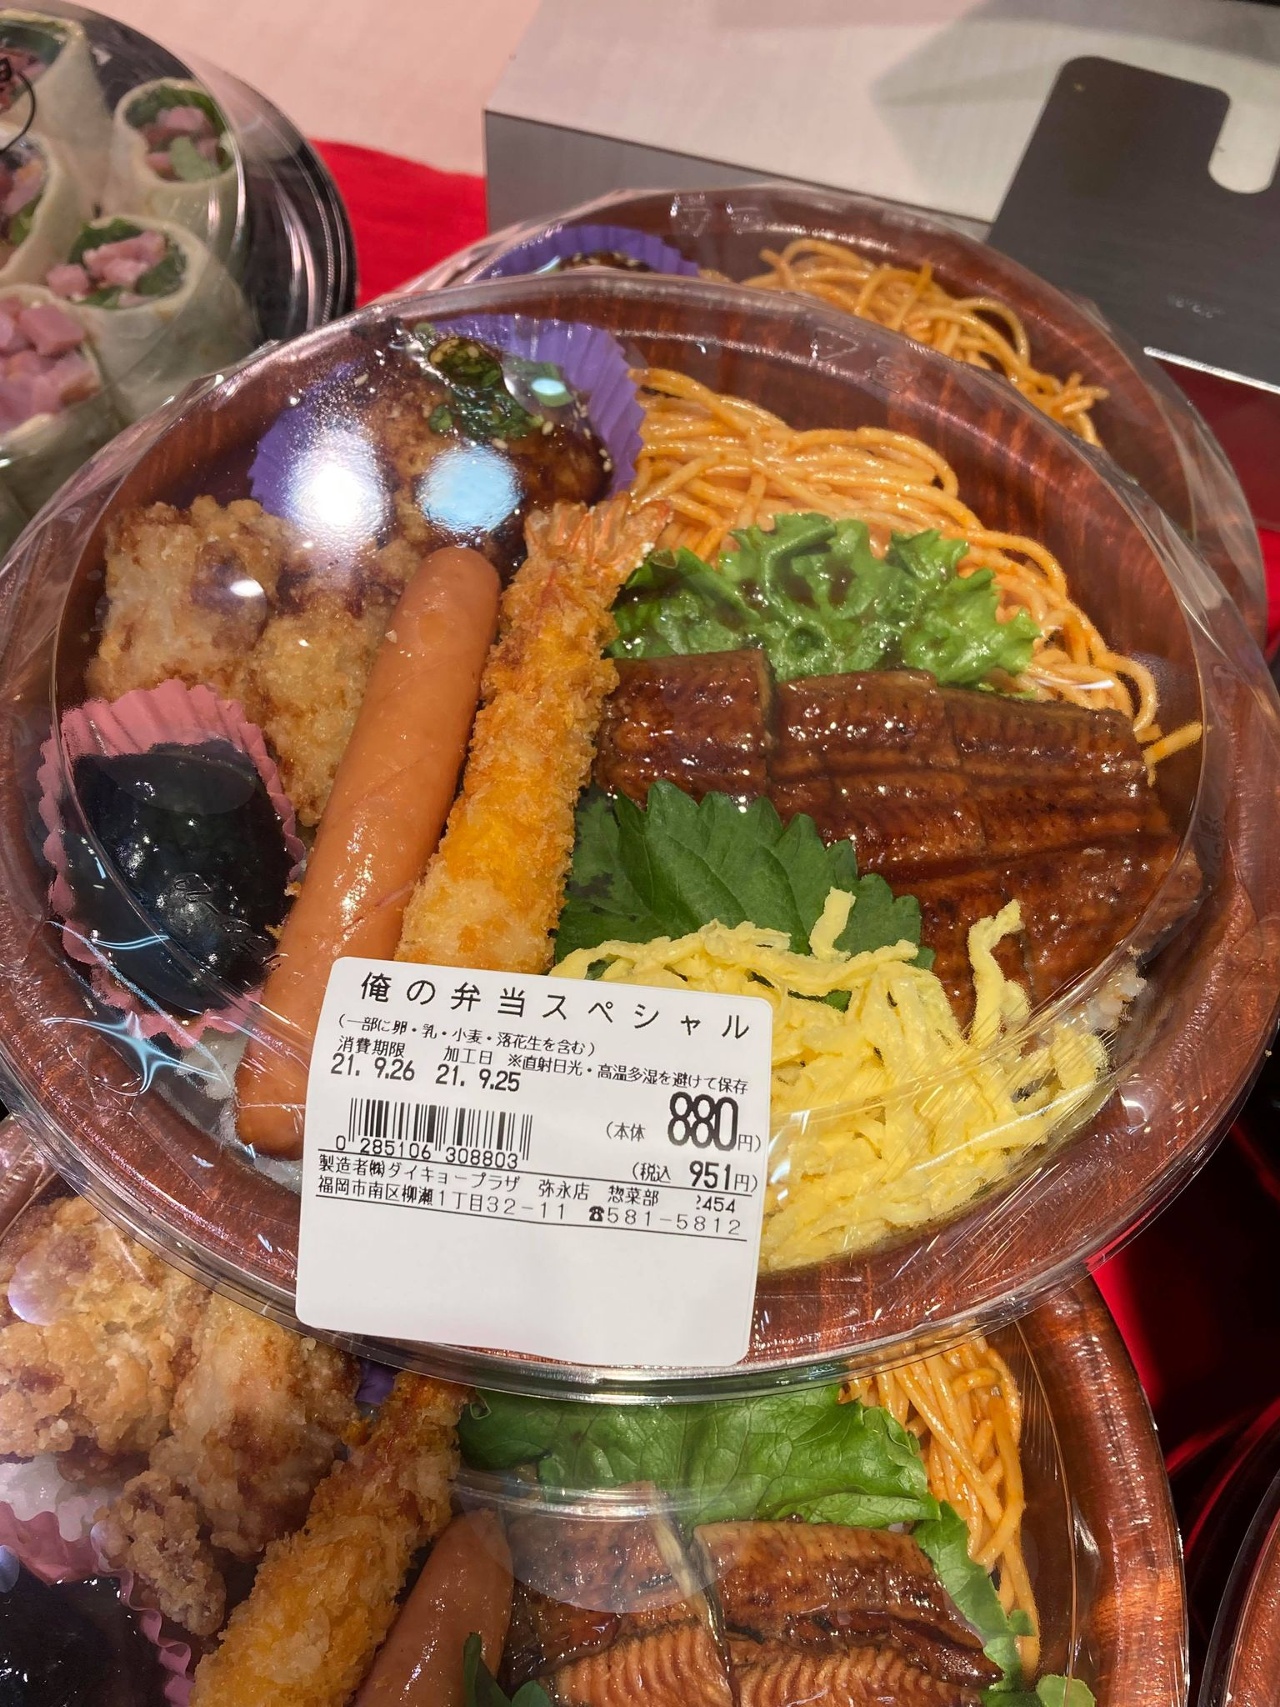 俺の弁当スペシャル
(一部に卵・乳・小麦・落花生を含む)
消費期限 加工日 ※直射日光・高温多湿を避けて保存
21. 9.26 21. 9.25
(本体 880円)
0 285106 308803
(税込 951円)
製造者㈱ダイキョープラザ 弥永店 惣菜部
福岡市南区柳瀬1丁目32-11 ☎581-5812